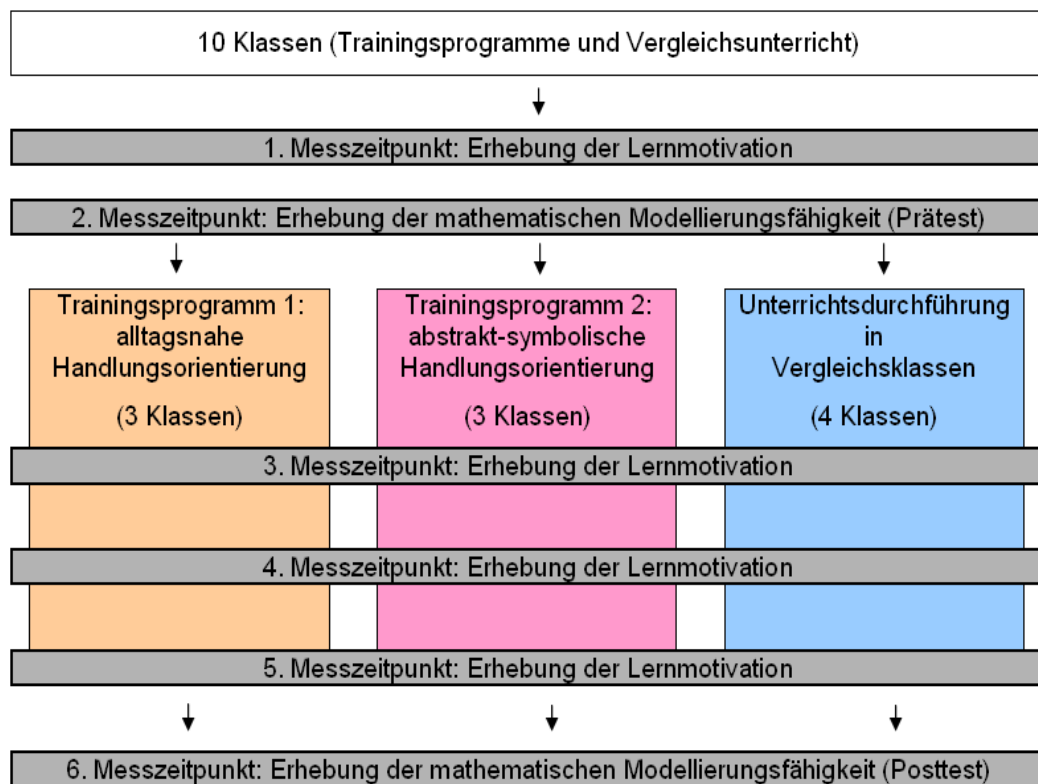 10 Klassen (Trainingsprogramme und Vergleichsunterricht)
1. Messzeitpunkt: Erhebung der Lernmotivation
2. Messzeitpunkt: Erhebung der mathematischen Modellierungsfähigkeit (Prätest)
Trainingsprogramm 1:
alltagsnahe
Handlungsorientierung
(3 Klassen)
Trainingsprogramm 2:
abstrakt-symbolische
Handlungsorientierung
(3 Klassen)
Unterrichtsdurchführung
in
Vergleichsklassen
(4 Klassen)
3. Messzeitpunkt: Erhebung der Lernmotivation
4. Messzeitpunkt: Erhebung der Lernmotivation
5. Messzeitpunkt: Erhebung der Lernmotivation
6. Messzeitpunkt: Erhebung der mathematischen Modellierungsfähigkeit (Posttest)